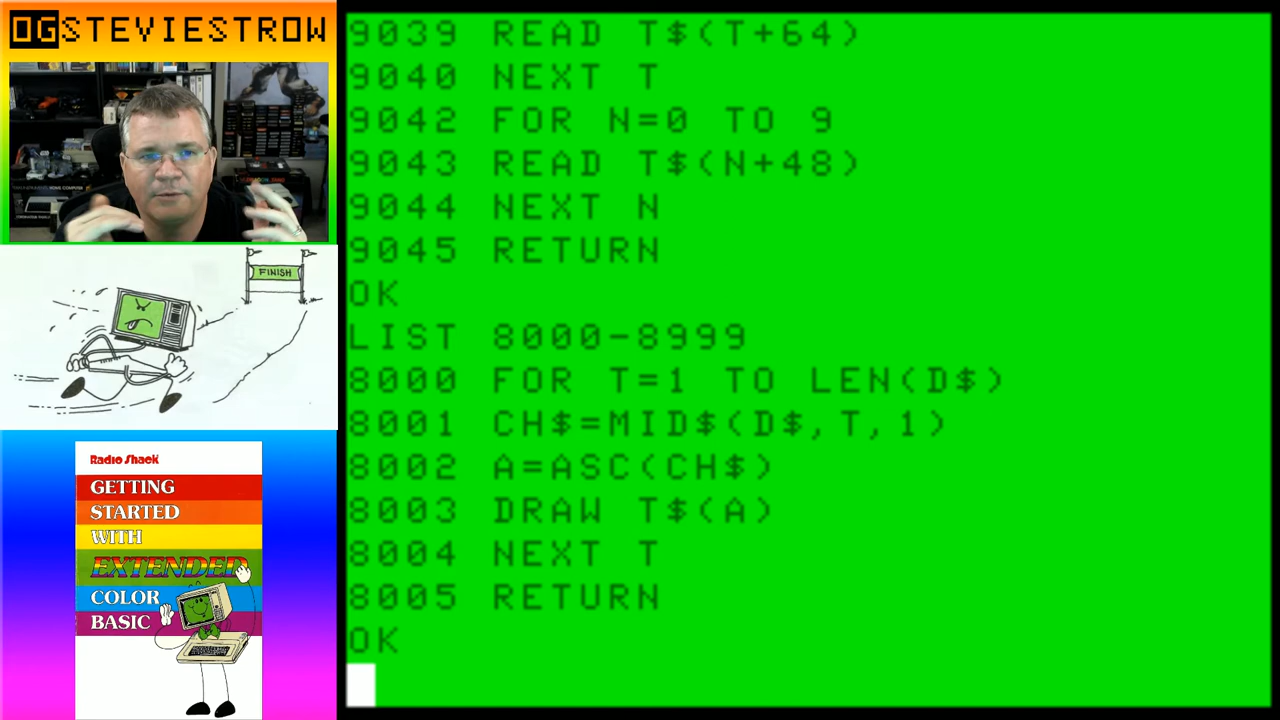 OGSTEVIESTROW
FINISH
Radio Shack
GETTING
STARTED
WITH
EXTENDED
COLOR
BASIC
9039 READ T$(T+64)
9040 NEXT T
9042 FOR N=0 TO 9
9043 READ T$(N+48)
9044 NEXT N
9045 RETURN
OK
LIST 8000-8999
8000 FOR T=1 TO LEN(D$)
8001 CH$=MID$(D$,T,1)
8002 A=ASC(CH$)
8003 DRAW T$(A)
8004 NEXT T
8005 RETURN
OK